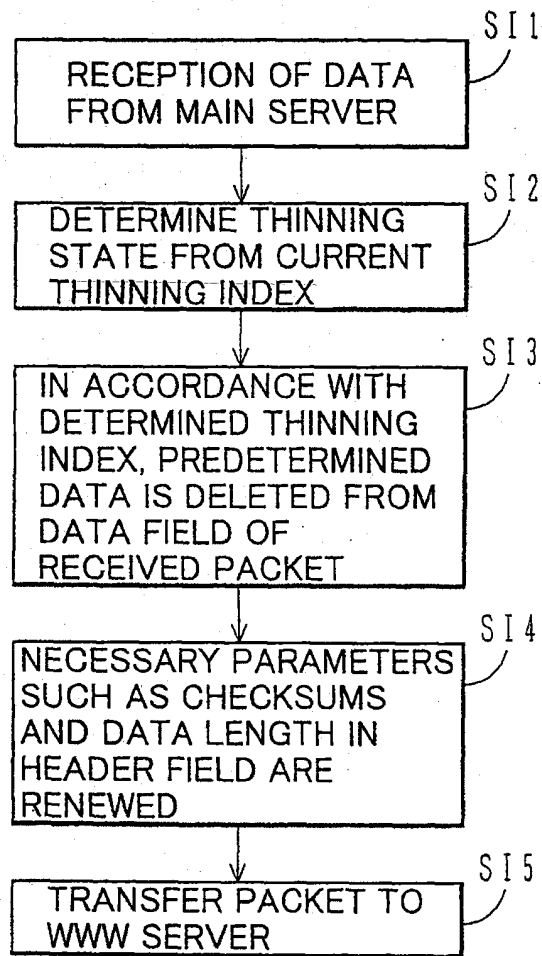 SI1
RECEPTION OF DATA
FROM MAIN SERVER
SI2
DETERMINE THINNING
STATE FROM CURRENT
THINNING INDEX
SI3
IN ACCORDANCE WITH
DETERMINED THINNING
INDEX, PREDETERMINED
DATA IS DELETED FROM
DATA FIELD OF
RECEIVED PACKET
SI4
NECESSARY PARAMETERS
SUCH AS CHECKSUMS
AND DATA LENGTH IN
HEADER FIELD ARE
RENEWED
SI5
TRANSFER PACKET TO
WWW SERVER